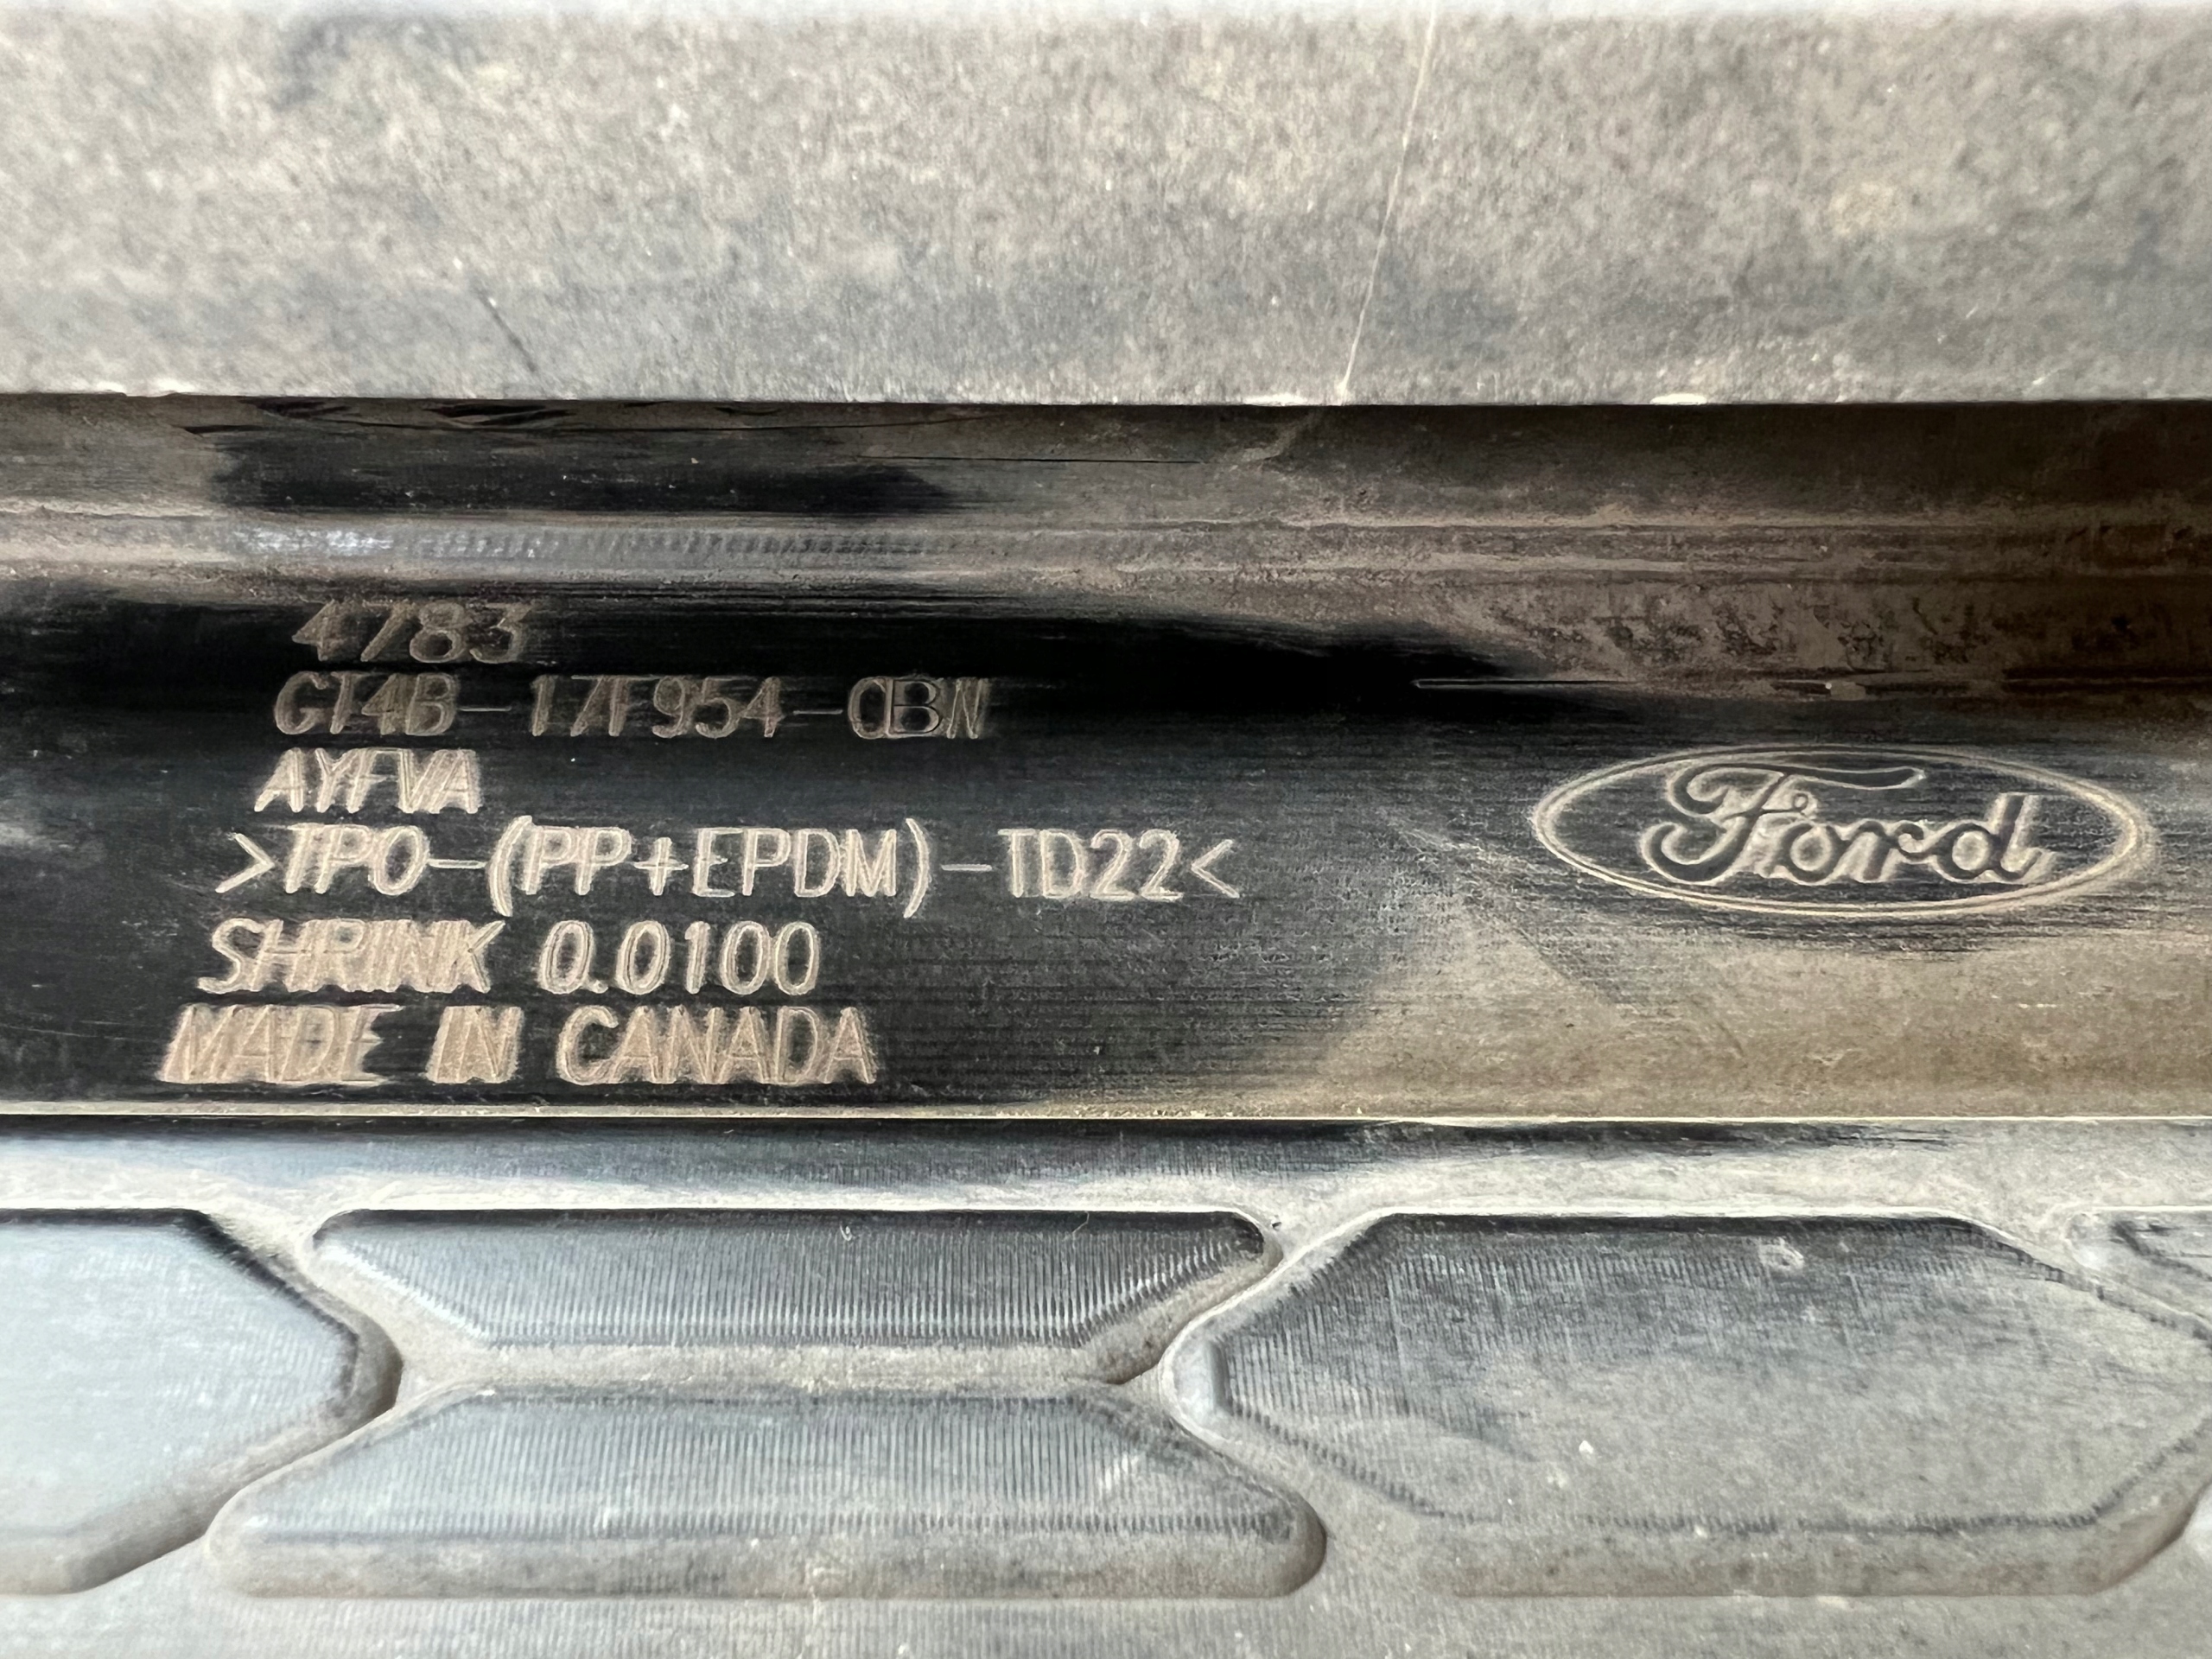 4783
GT4B-17F954-CBW
AYFVA
>TPO-(PP+EPDM)-TD22<
SHRINK 0.0100
MADE IN CANADA
Ford